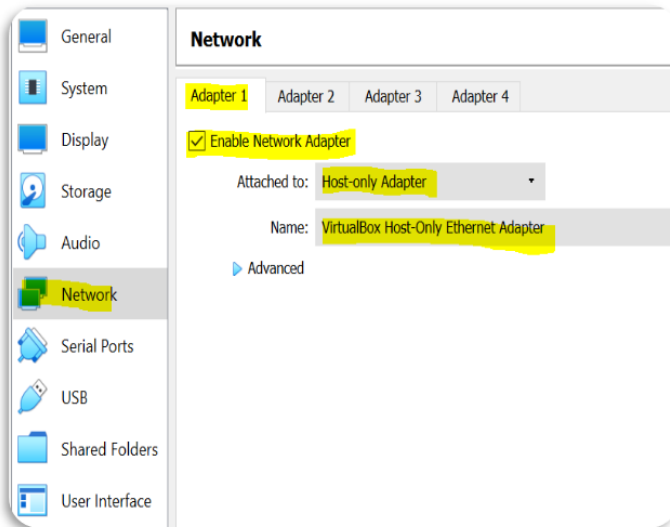 General
System
Display
Storage
Audio
Network
Serial Ports
USB
Shared Folders
User Interface
Network
Adapter 1 Adapter 2 Adapter 3 Adapter 4
Enable Network Adapter
Attached to: Host-only Adapter
Name: VirtualBox Host-Only Ethernet Adapter
Advanced